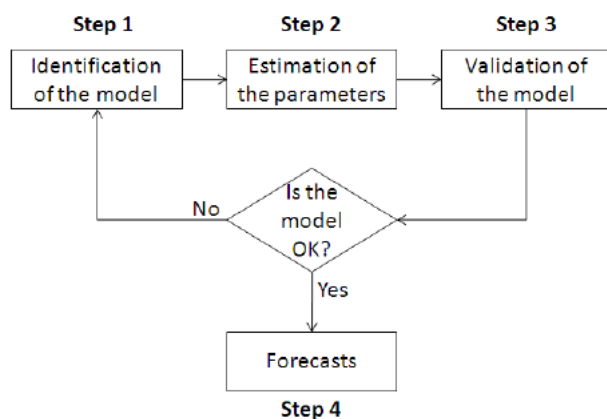 Step 1
Step 2
Step 3
Identification
of the model
Estimation of
the parameters
Validation of
the model
Is the
model
OK?
No
Yes
Forecasts
Step 4